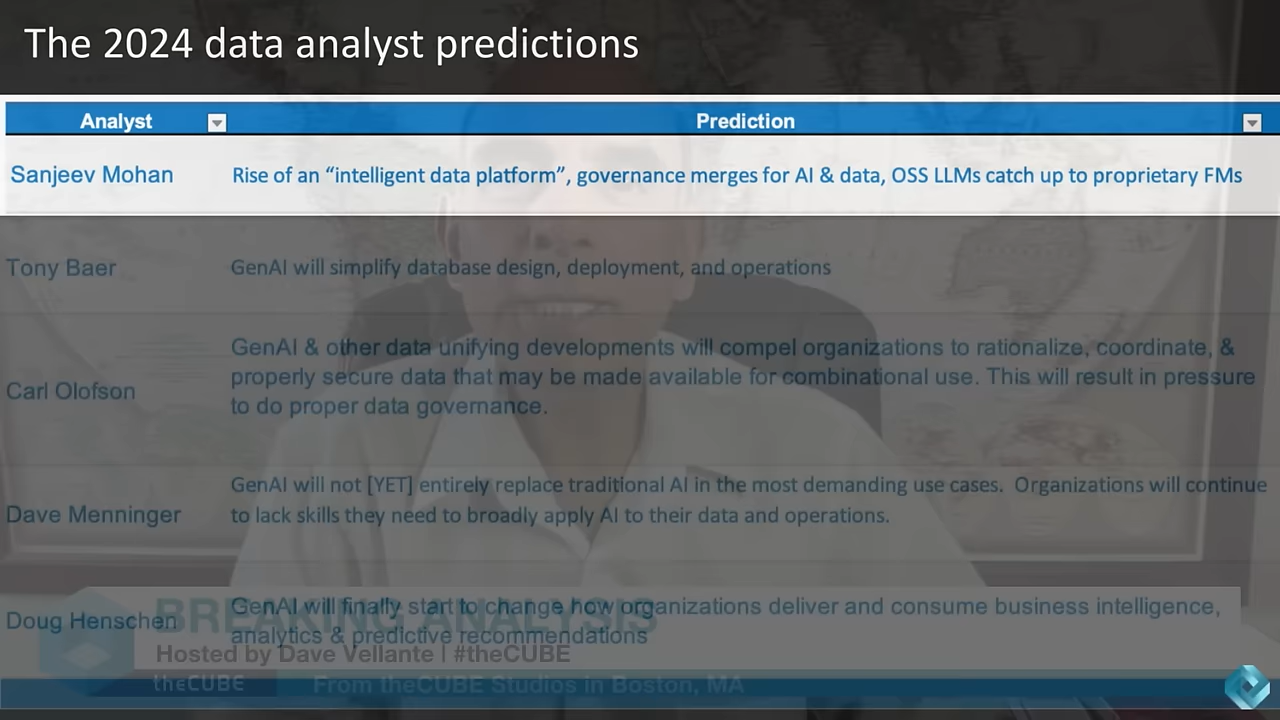 The 2024 data analyst predictions
Analyst
Prediction
Sanjeev Mohan
Rise of an “intelligent data platform”, governance merges for AI & data, OSS LLMs catch up to proprietary FMs
Tony Baer
GenAI will simplify database design, deployment, and operations
Carl Olofson
GenAI & other data unifying developments will compel organizations to rationalize, coordinate, &
properly secure data that may be made available for combinational use. This will result in pressure
to do proper data governance.
Dave Menninger
GenAI will not [YET] entirely replace traditional AI in the most demanding use cases. Organizations will continue
to lack skills they need to broadly apply AI to their data and operations.
Doug Henschen
GenAI will finally start to change how organizations deliver and consume business intelligence,
analytics & predictive recommendations
BREAKING ANALYSIS
Hosted by Dave Vellante | #theCUBE
theCUBE
From theCUBE Studios in Boston, MA